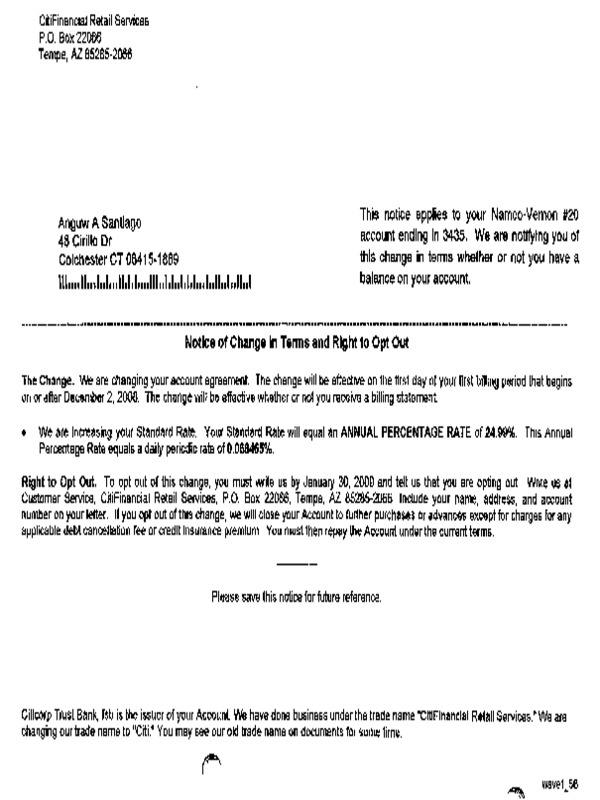 CitiFinancial Retail Services
P.O. Box 22066
Tempe, AZ 85285-2066
Anguw A Santiago
48 Cirillo Dr
Colchester CT 06415-1889
This notice applies to your Namco-Vernon #20
account ending in 3435. We are notifying you of
this change in terms whether or not you have a
balance on your account.
Notice of Change in Terms and Right to Opt Out
The Change. We are changing your account agreement. The change will be effective on the first day of your first billing period that begins
on or after December 2, 2008. The change will be effective whether or not you receive a billing statement.
• We are increasing your Standard Rate. Your Standard Rate will equal an ANNUAL PERCENTAGE RATE of 24.99%. This Annual
Percentage Rate equals a daily periodic rate of 0.068465%.
Right to Opt Out. To opt out of this change, you must write us by January 30, 2009 and tell us that you are opting out. Write us at
Customer Service, CitiFinancial Retail Services, P.O. Box 22066, Tempe, AZ 85285-2066. Include your name, address, and account
number on your letter. If you opt out of this change, we will close your Account to further purchases or advances except for charges for any
applicable debt cancellation fee or credit insurance premium. You must then repay the Account under the current terms.
Please save this notice for future reference.
Citicorp Trust Bank, fsb is the issuer of your Account. We have done business under the trade name "CitiFinancial Retail Services." We are
changing our trade name to "Citi." You may see our old trade name on documents for some time.
wave1_56